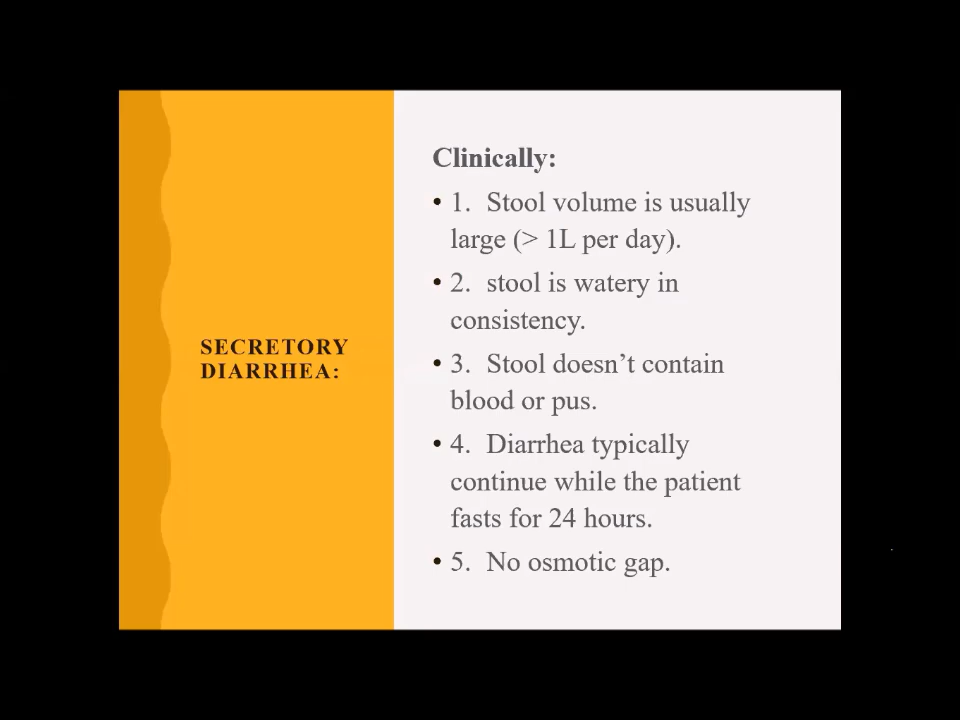 SECRETORY
DIARRHEA:
Clinically:
• 1. Stool volume is usually
large (> 1L per day).
• 2. stool is watery in
consistency.
• 3. Stool doesn’t contain
blood or pus.
• 4. Diarrhea typically
continue while the patient
fasts for 24 hours.
• 5. No osmotic gap.